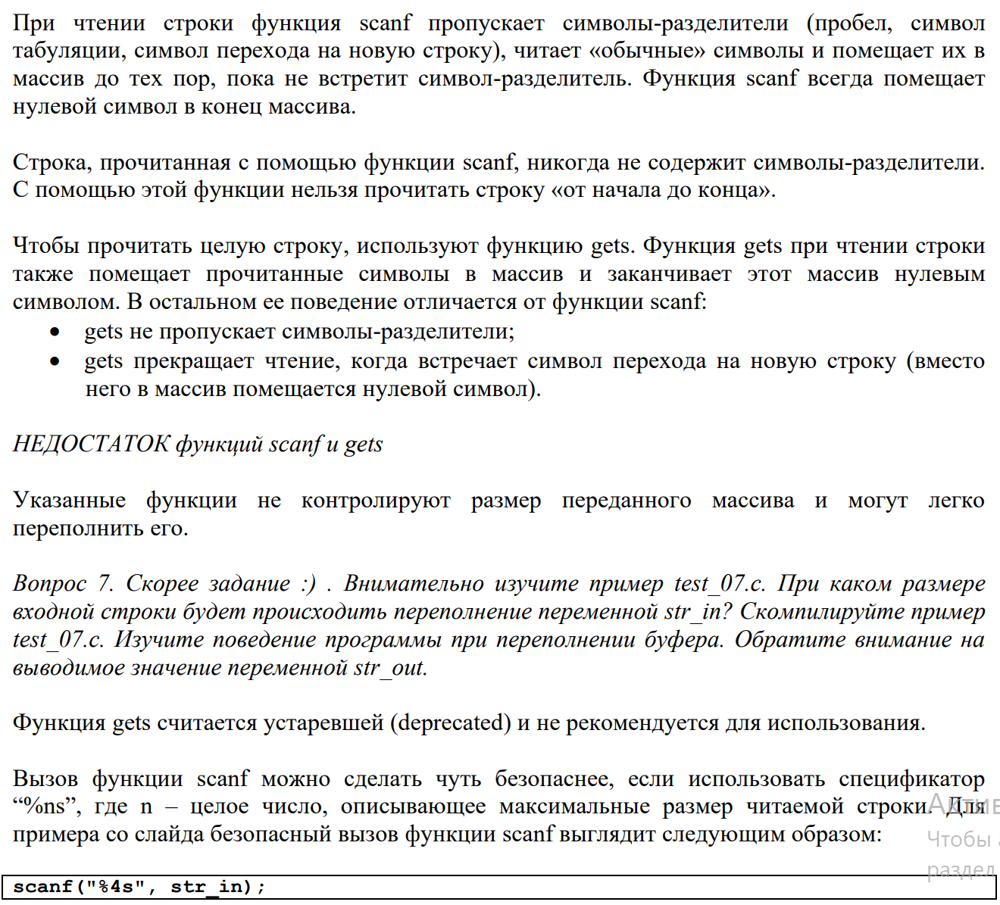 При чтении строки функция scanf пропускает символы-разделители (пробел, символ
табуляции, символ перехода на новую строку), читает «обычные» символы и помещает их в
массив до тех пор, пока не встретит символ-разделитель. Функция scanf всегда помещает
нулевой символ в конец массива.
Строка, прочитанная с помощью функции scanf, никогда не содержит символы-разделители.
С помощью этой функции нельзя прочитать строку «от начала до конца».
Чтобы прочитать целую строку, используют функцию gets. Функция gets при чтении строки
также помещает прочитанные символы в массив и заканчивает этот массив нулевым
символом. В остальном ее поведение отличается от функции scanf:
• gets не пропускает символы-разделители;
• gets прекращает чтение, когда встречает символ перехода на новую строку (вместо
него в массив помещается нулевой символ).
НЕДОСТАТОК функций scanf и gets
Указанные функции не контролируют размер переданного массива и могут легко
переполнить его.
Вопрос 7. Скорее задание :) . Внимательно изучите пример test_07.c. При каком размере
входной строки будет происходить переполнение переменной str_in? Скомпилируйте пример
test_07.c. Изучите поведение программы при переполнении буфера. Обратите внимание на
выводимое значение переменной str_out.
Функция gets считается устаревшей (deprecated) и не рекомендуется для использования.
Вызов функции scanf можно сделать чуть безопаснее, если использовать спецификатор
“%ns”, где n – целое число, описывающее максимальные размер читаемой строки. Для
примера со слайда безопасный вызов функции scanf выглядит следующим образом:
scanf("%4s", str_in);
Актив
Чтобы а
раздел